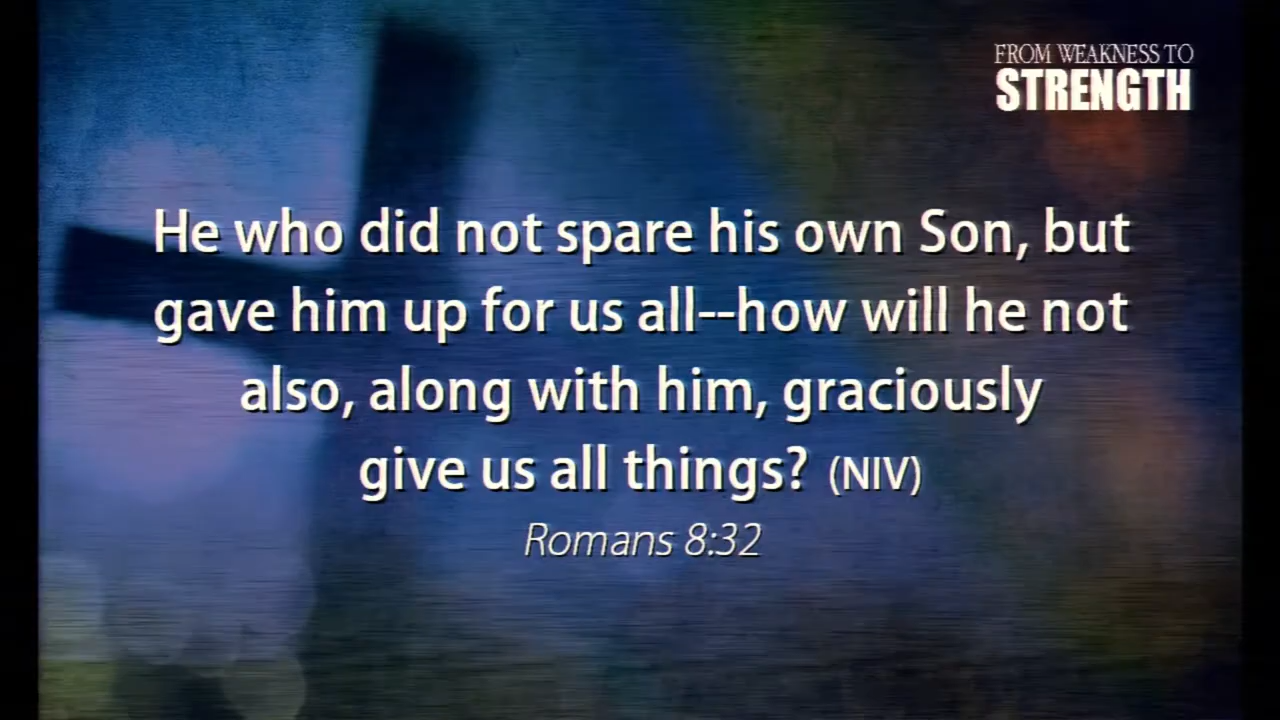 FROM WEAKNESS TO
STRENGTH
He who did not spare his own Son, but
gave him up for us all--how will he not
also, along with him, graciously
give us all things? (NIV)
Romans 8:32